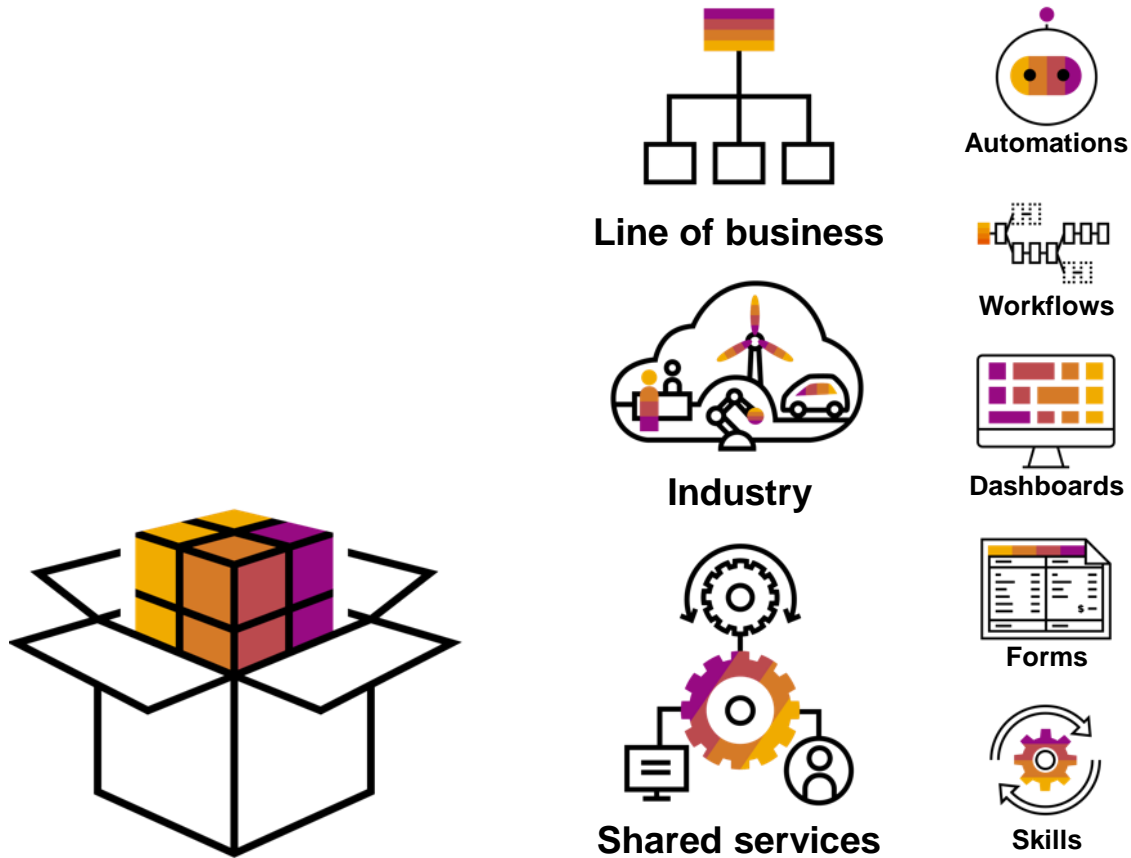 Line of business
Industry
Shared services
Automations
Workflows
Dashboards
$
Forms
Skills